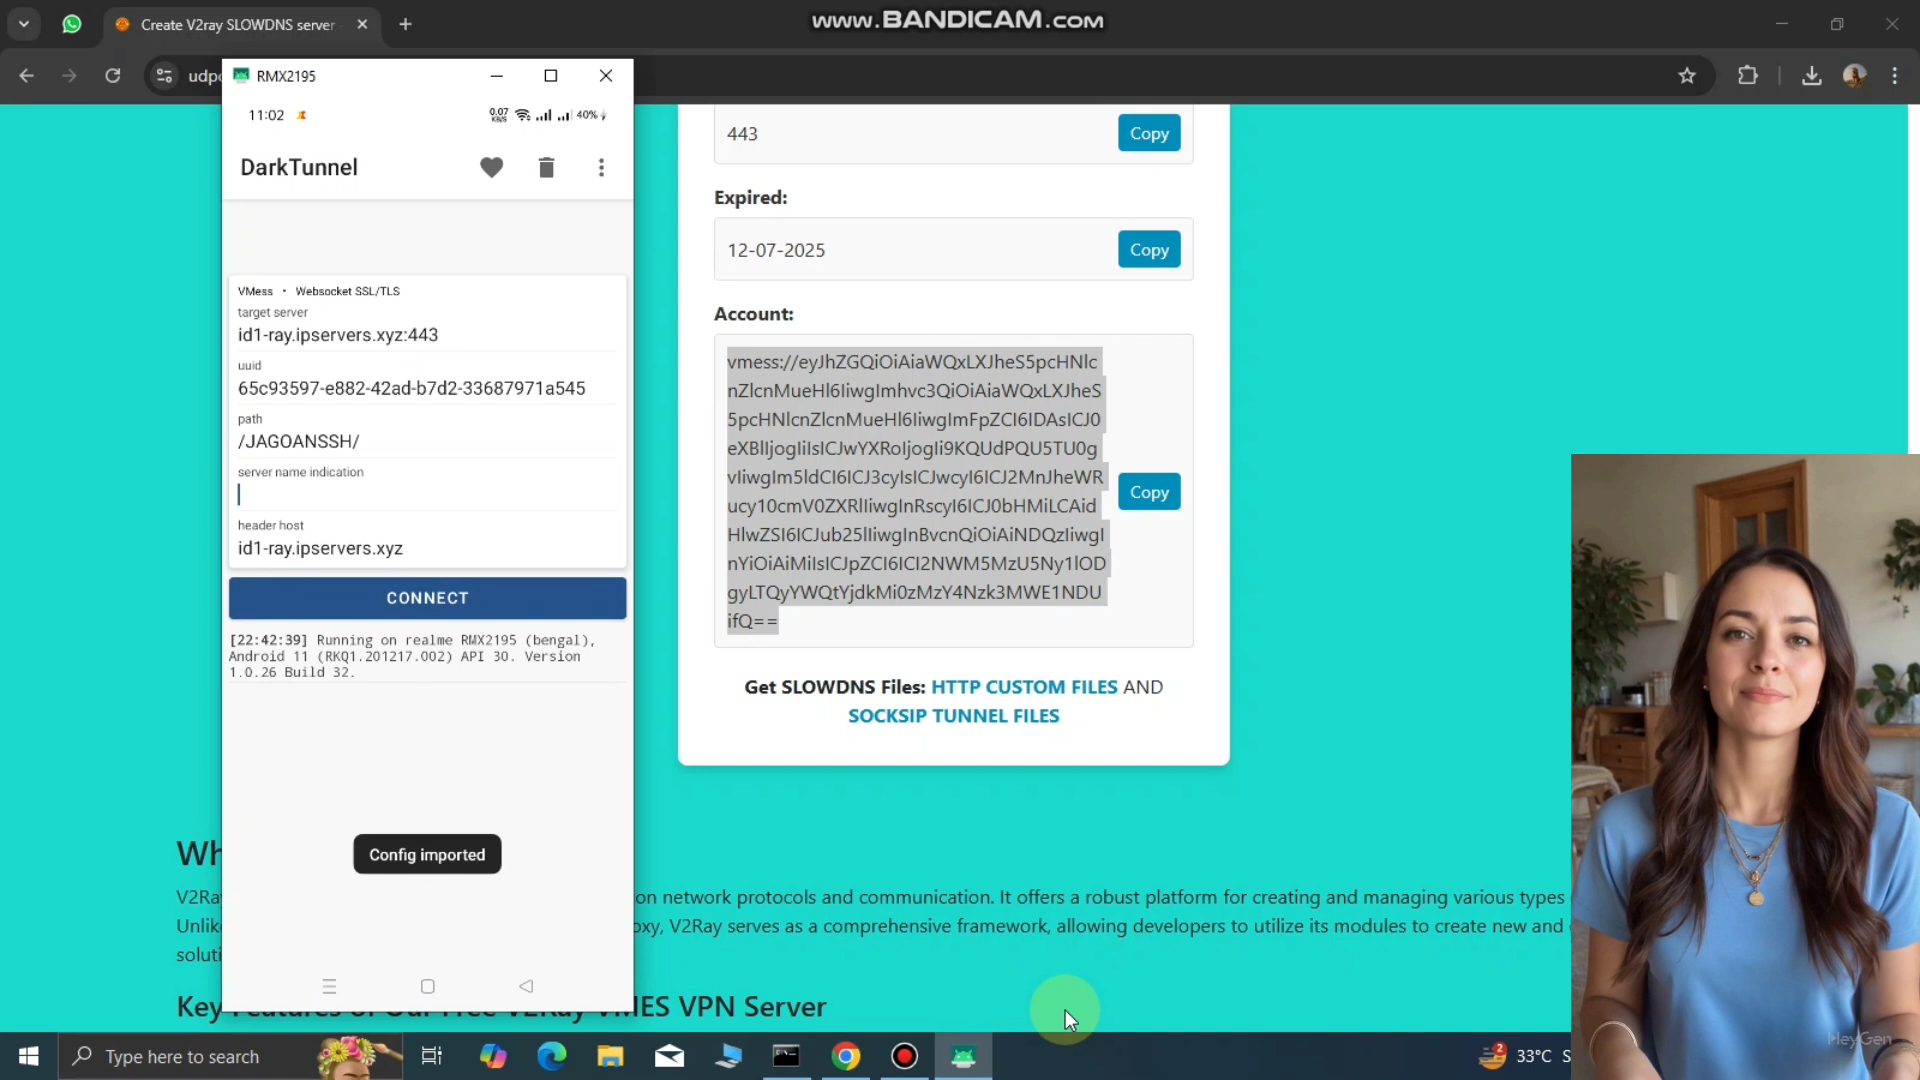 www.BANDICAM.com
Create V2ray SLOWDNS server
RMX2195
11:02
0.07
KB/S
40%
DarkTunnel
VMess • Websocket SSL/TLS
target server
id1-ray.ipservers.xyz:443
uuid
65c93597-e882-42ad-b7d2-33687971a545
path
/JAGOANSSH/
server name indication
header host
id1-ray.ipservers.xyz
CONNECT
[22:42:39] Running on realme RMX2195 (bengal),
Android 11 (RKQ1.201217.002) API 30. Version
1.0.26 Build 32.
Config imported
443
Copy
Expired:
12-07-2025
Copy
Account:
vmess://eyJhZGQiOiAiaWQxLXJheS5pcHNlc
nZlcnMueHl6IiwgImhvc3QiOiAiaWQxLXJheS
5pcHNlcnZlcnMueHl6IiwgImFpZCI6IDAsICJ0
eXBlIjogIiIsICJwYXRoIjogIi9KQUdPQU5TU0g
vIiwgIm5ldCI6ICJ3cyIsICJwcyI6ICJ2MnJheWR
ucy10cmV0ZXRlIiwgInRscyI6ICJ0bHMiLCAid
HlwZSI6ICJub25lIiwgInBvcnQiOiAiNDQzIiwgI
nYiOiAiMiIsICJpZCI6ICI2NWM5MzU5Ny1lOD
gyLTQyYWQtYjdkMi0zMzY4Nzk3MWE1NDU
ifQ==
Copy
Get SLOWDNS Files: HTTP CUSTOM FILES AND
SOCKSIP TUNNEL FILES
on network protocols and communication. It offers a robust platform for creating and managing various types
oxy, V2Ray serves as a comprehensive framework, allowing developers to utilize its modules to create new and
VPN Server
Type here to search
2
33°C
HeyGen